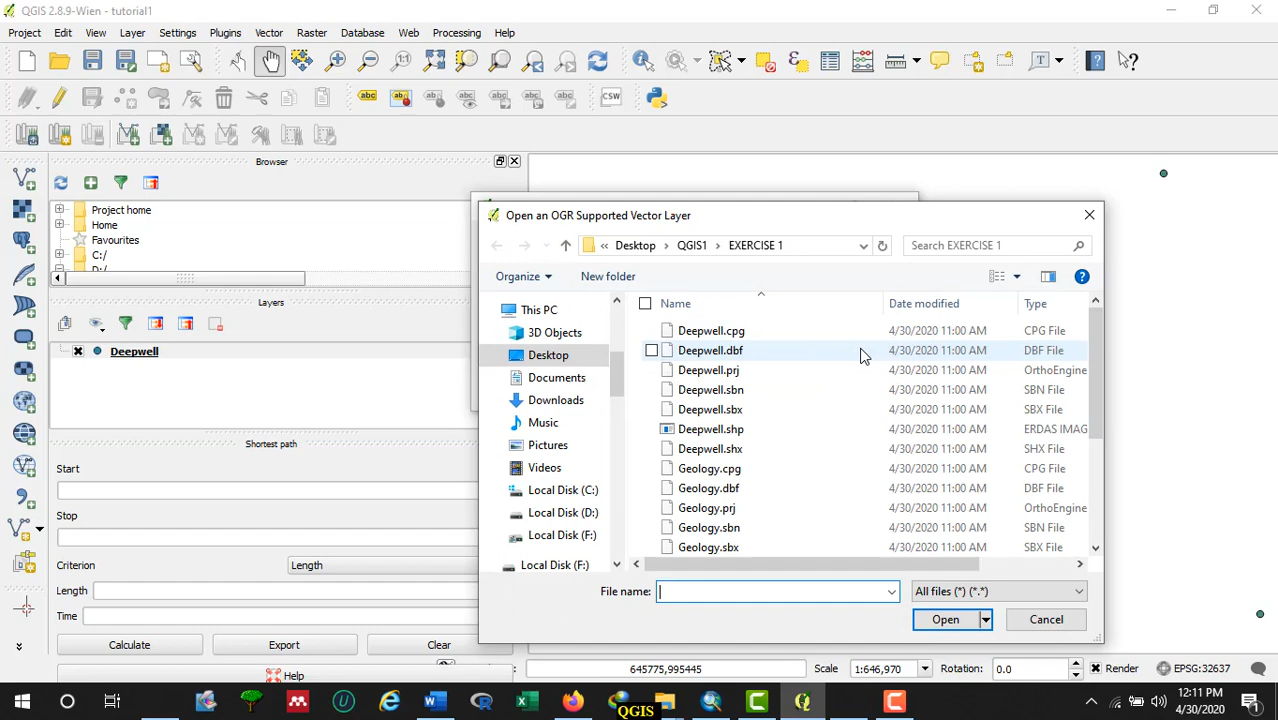 QGIS 2.8.9-Wien - tutorial1
Project Edit View Layer Settings Plugins Vector Raster Database Web Processing Help
Browser
Project home
Home
Favourites
C:/
D:/
Layers
Deepwell
Shortest path
Start
Stop
Criterion Length
Length
Time
Calculate Export Clear
Help
Open an OGR Supported Vector Layer
« Desktop › QGIS1 › EXERCISE 1
Search EXERCISE 1
Organize New folder
This PC
3D Objects
Desktop
Documents
Downloads
Music
Pictures
Videos
Local Disk (C:)
Local Disk (D:)
Local Disk (F:)
Local Disk (F:)
Name Date modified Type
Deepwell.cpg 4/30/2020 11:00 AM CPG File
Deepwell.dbf 4/30/2020 11:00 AM DBF File
Deepwell.prj 4/30/2020 11:00 AM OrthoEngine
Deepwell.sbn 4/30/2020 11:00 AM SBN File
Deepwell.sbx 4/30/2020 11:00 AM SBX File
Deepwell.shp 4/30/2020 11:00 AM ERDAS IMAG
Deepwell.shx 4/30/2020 11:00 AM SHX File
Geology.cpg 4/30/2020 11:00 AM CPG File
Geology.dbf 4/30/2020 11:00 AM DBF File
Geology.prj 4/30/2020 11:00 AM OrthoEngine
Geology.sbn 4/30/2020 11:00 AM SBN File
Geology.sbx 4/30/2020 11:00 AM SBX File
File name: All files (*) (*.*)
Open Cancel
645775,995445 Scale 1:646,970 Rotation: 0.0 Render EPSG:32637
QGIS
12:11 PM
4/30/2020